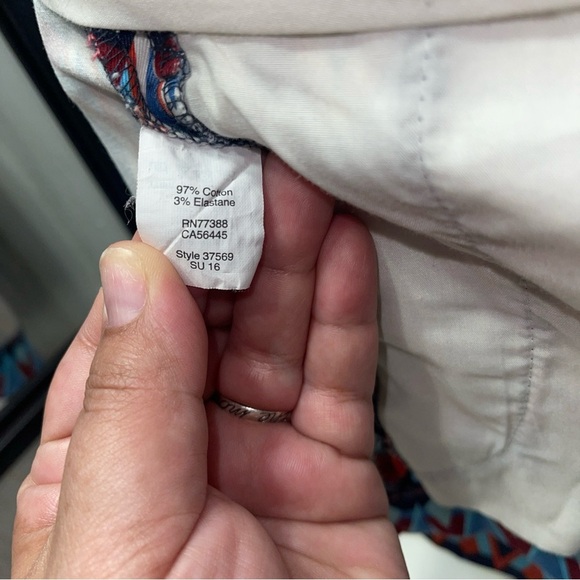 97% Cotton
3% Elastane
RN77388
CA56445
Style 37569
SU 16